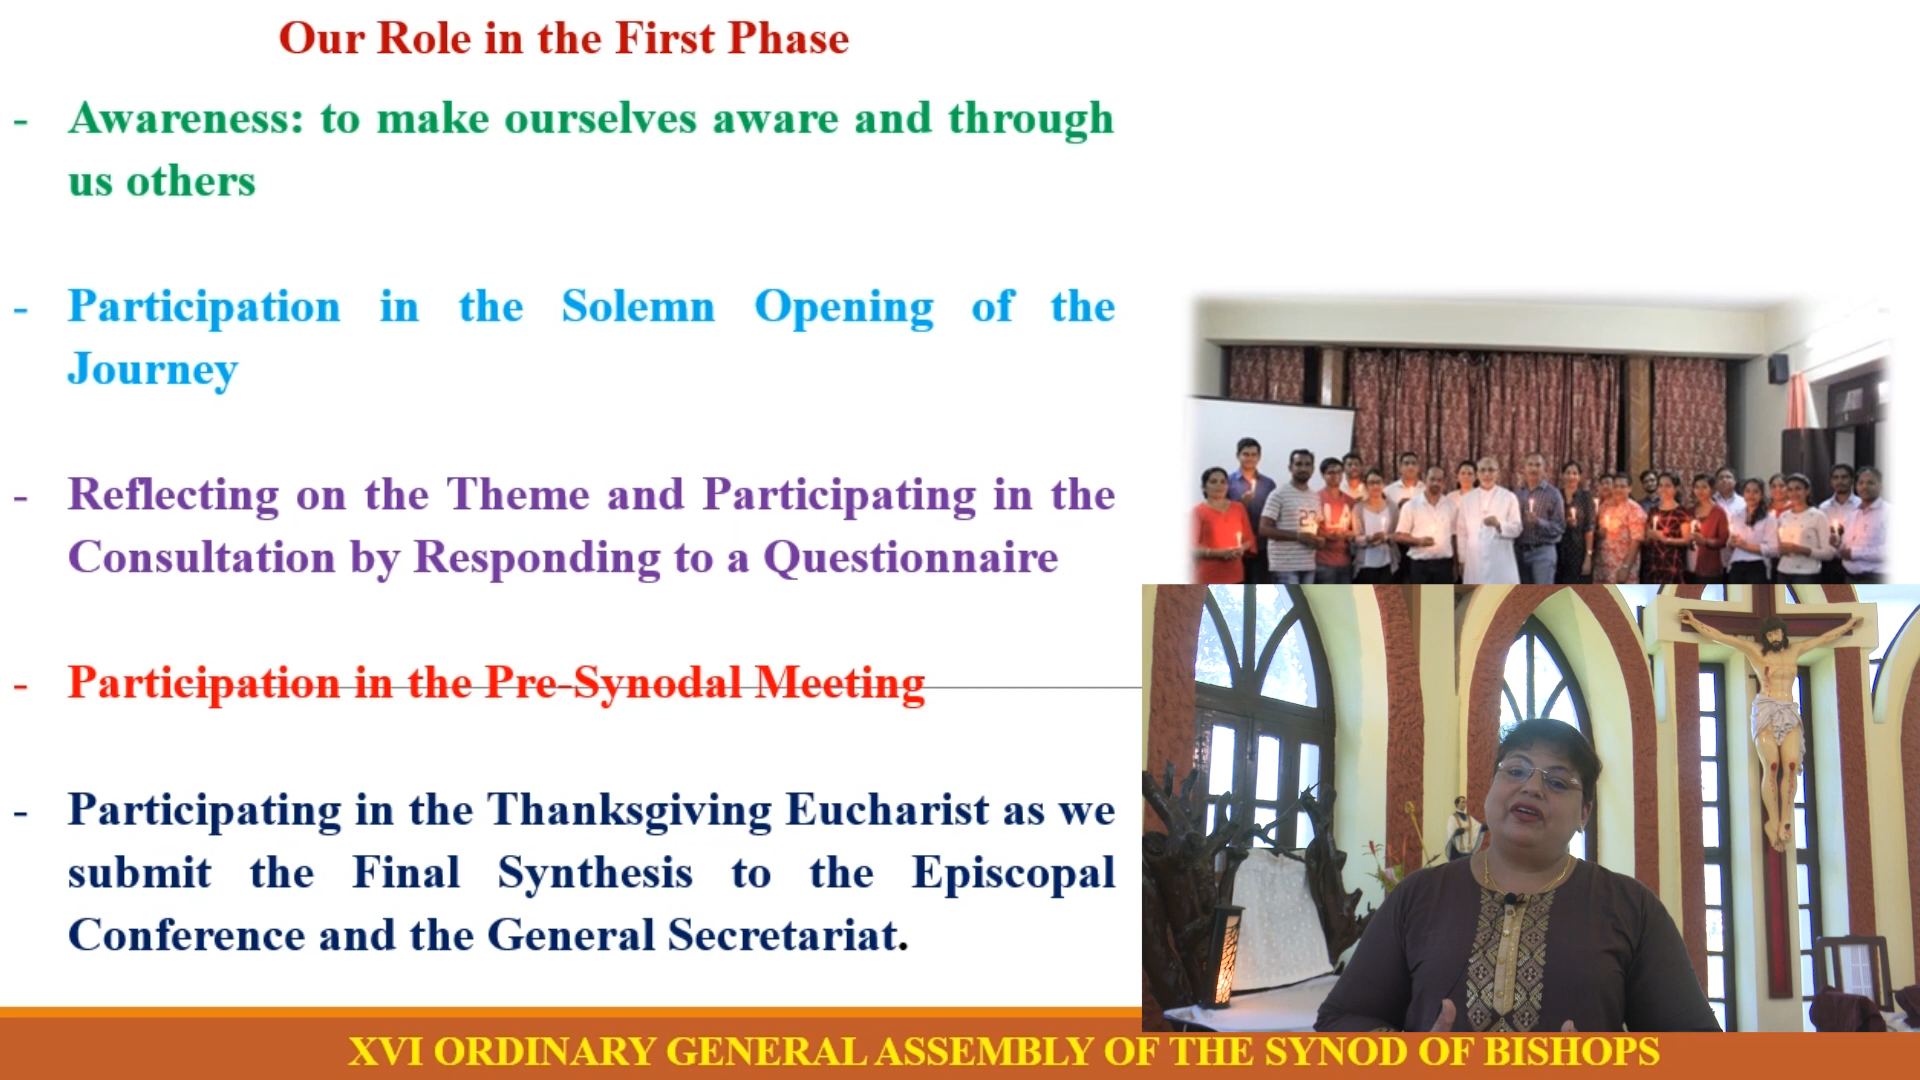 Our Role in the First Phase
- Awareness: to make ourselves aware and through
us others
- Participation in the Solemn Opening of the
Journey
- Reflecting on the Theme and Participating in the
Consultation by Responding to a Questionnaire
- Participation in the Pre-Synodal Meeting
- Participating in the Thanksgiving Eucharist as we
submit the Final Synthesis to the Episcopal
Conference and the General Secretariat.
XVI ORDINARY GENERAL ASSEMBLY OF THE SYNOD OF BISHOPS